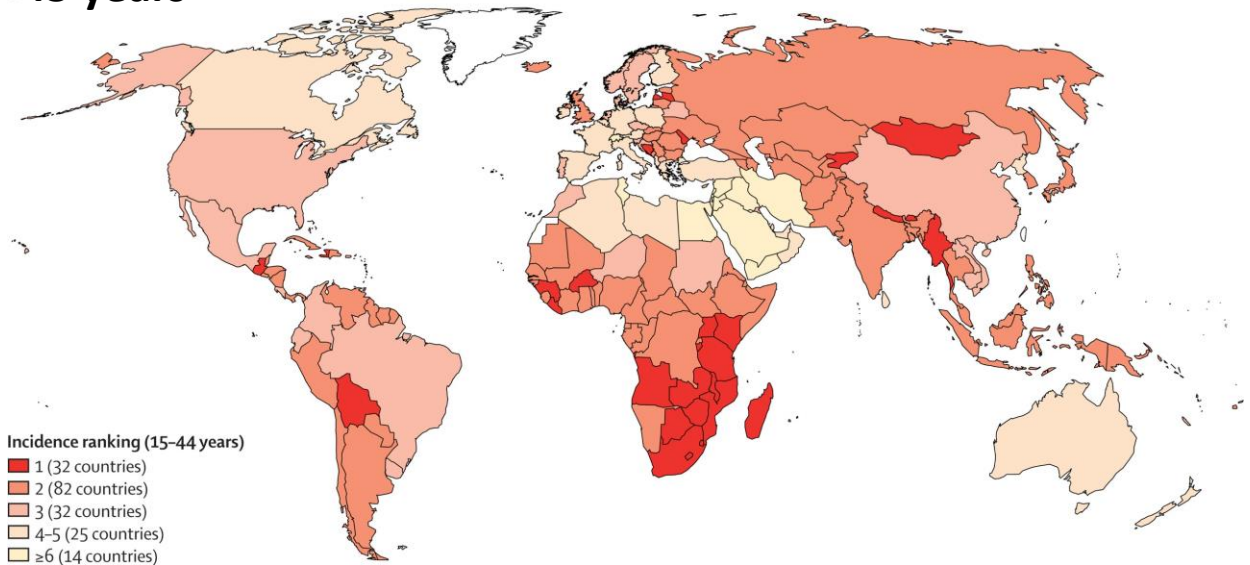 Incidence ranking (15–44 years)
1 (32 countries)
2 (82 countries)
3 (32 countries)
4–5 (25 countries)
≥6 (14 countries)